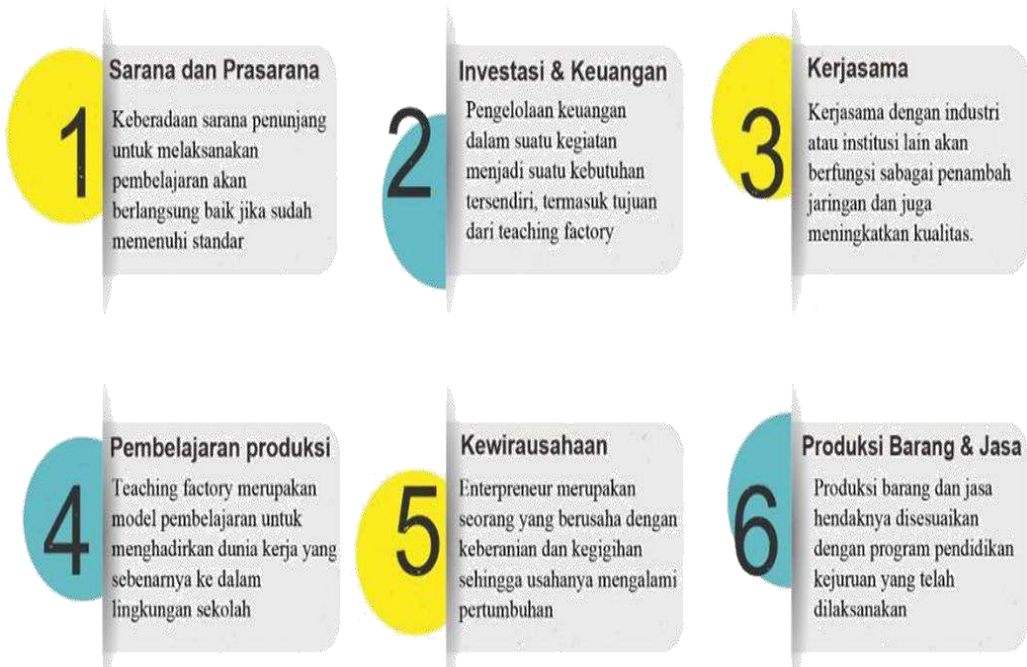 1
Sarana dan Prasarana
Keberadaan sarana penunjang
untuk melaksanakan
pembelajaran akan
berlangsung baik jika sudah
memenuhi standar
2
Investasi & Keuangan
Pengelolaan keuangan
dalam suatu kegiatan
menjadi suatu kebutuhan
tersendiri, termasuk tujuan
dari teaching factory
3
Kerjasama
Kerjasama dengan industri
atau institusi lain akan
berfungsi sabagai penambah
jaringan dan juga
meningkatkan kualitas.
4
Pembelajaran produksi
Teaching factory merupakan
model pembelajaran untuk
menghadirkan dunia kerja yang
sebenarnya ke dalam
lingkungan sekolah
5
Kewirausahaan
Enterpreneur merupakan
seorang yang berusaha dengan
keberanian dan kegigihan
sehingga usahanya mengalami
pertumbuhan
6
Produksi Barang & Jasa
Produksi barang dan jasa
hendaknya disesuaikan
dengan program pendidikan
kejuruan yang telah
dilaksanakan